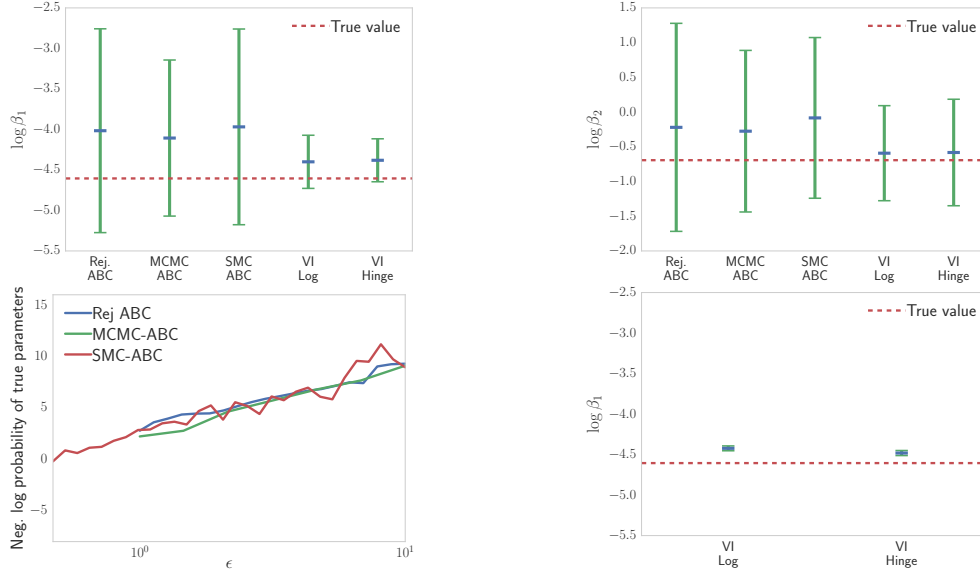 −2.5
−3.0
−3.5
−4.0
−4.5
−5.0
−5.5
log β₁
True value
Rej. ABC
MCMC ABC
SMC ABC
VI Log
VI Hinge
1.5
1.0
0.5
0.0
−0.5
−1.0
−1.5
−2.0
log β₂
True value
Rej. ABC
MCMC ABC
SMC ABC
VI Log
VI Hinge
15
10
5
0
−5
Neg. log probability of true parameters
Rej ABC
MCMC-ABC
SMC-ABC
10⁰
10¹
ϵ
−2.5
−3.0
−3.5
−4.0
−4.5
−5.0
−5.5
log β₁
True value
VI Log
VI Hinge